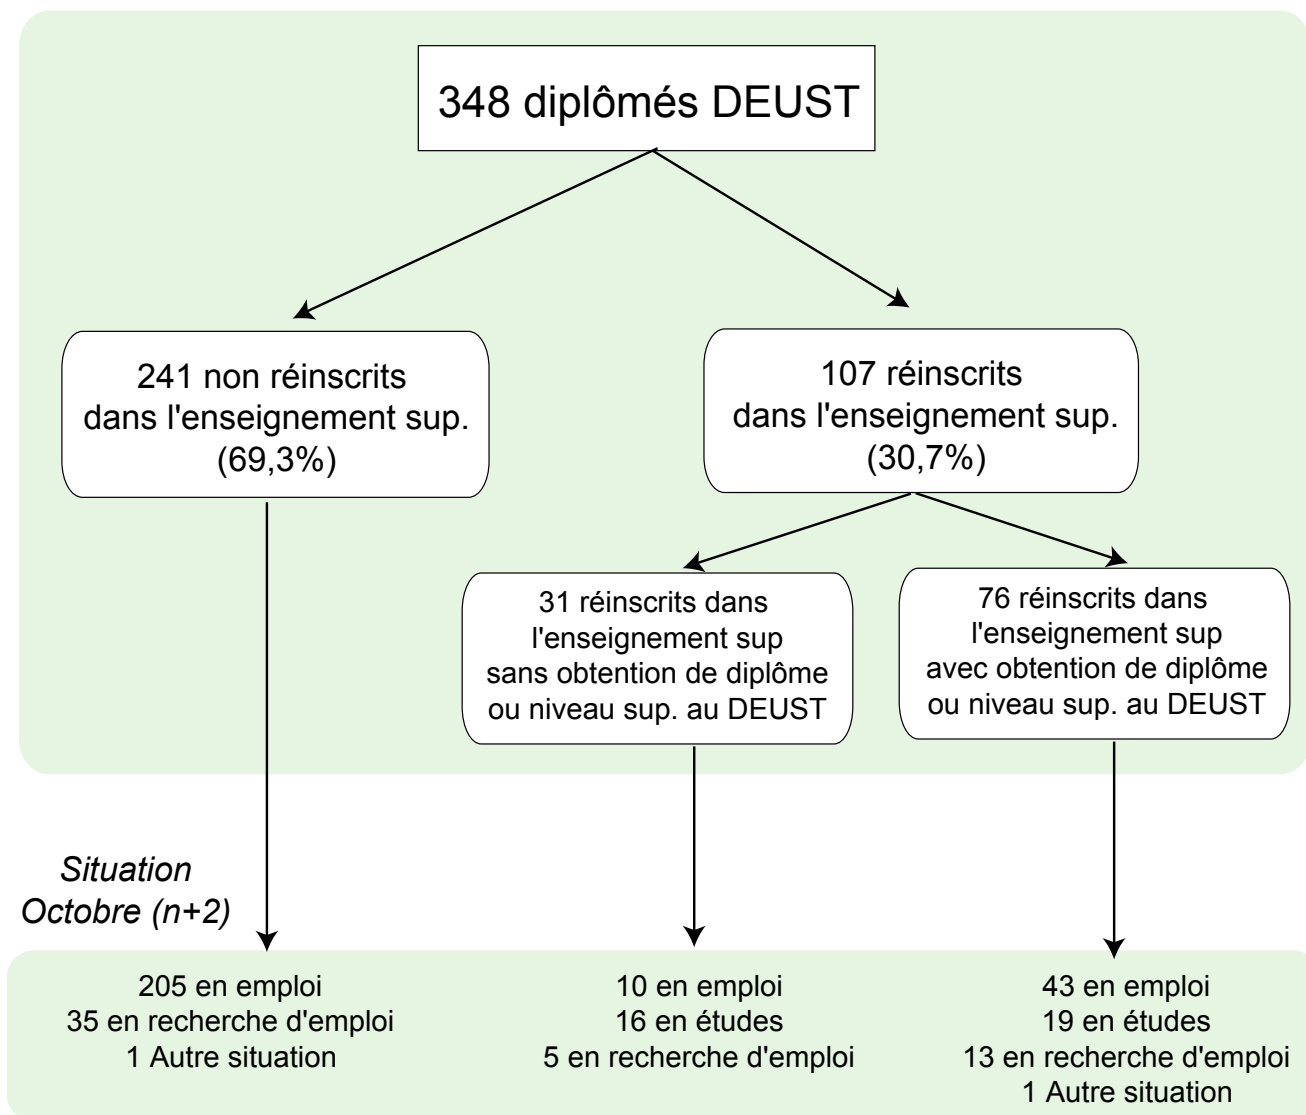 348 diplômés DEUST
241 non réinscrits
dans l'enseignement sup.
(69,3%)
107 réinscrits
dans l'enseignement sup.
(30,7%)
31 réinscrits dans
l'enseignement sup
sans obtention de diplôme
ou niveau sup. au DEUST
76 réinscrits dans
l'enseignement sup
avec obtention de diplôme
ou niveau sup. au DEUST
Situation
Octobre (n+2)
205 en emploi
35 en recherche d'emploi
1 Autre situation
10 en emploi
16 en études
5 en recherche d'emploi
43 en emploi
19 en études
13 en recherche d'emploi
1 Autre situation